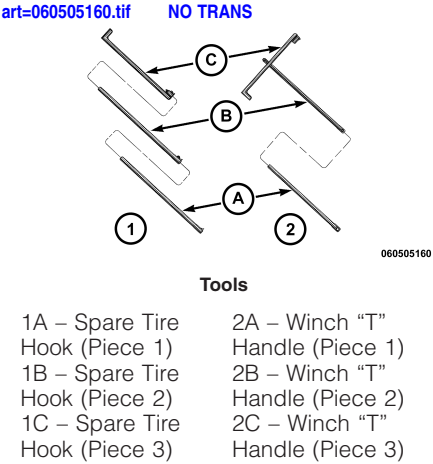 art=060505160.tif NO TRANS
C
B
A
1
2
060505160
Tools
1A – Spare Tire
Hook (Piece 1)
1B – Spare Tire
Hook (Piece 2)
1C – Spare Tire
Hook (Piece 3)
2A – Winch “T”
Handle (Piece 1)
2B – Winch “T”
Handle (Piece 2)
2C – Winch “T”
Handle (Piece 3)